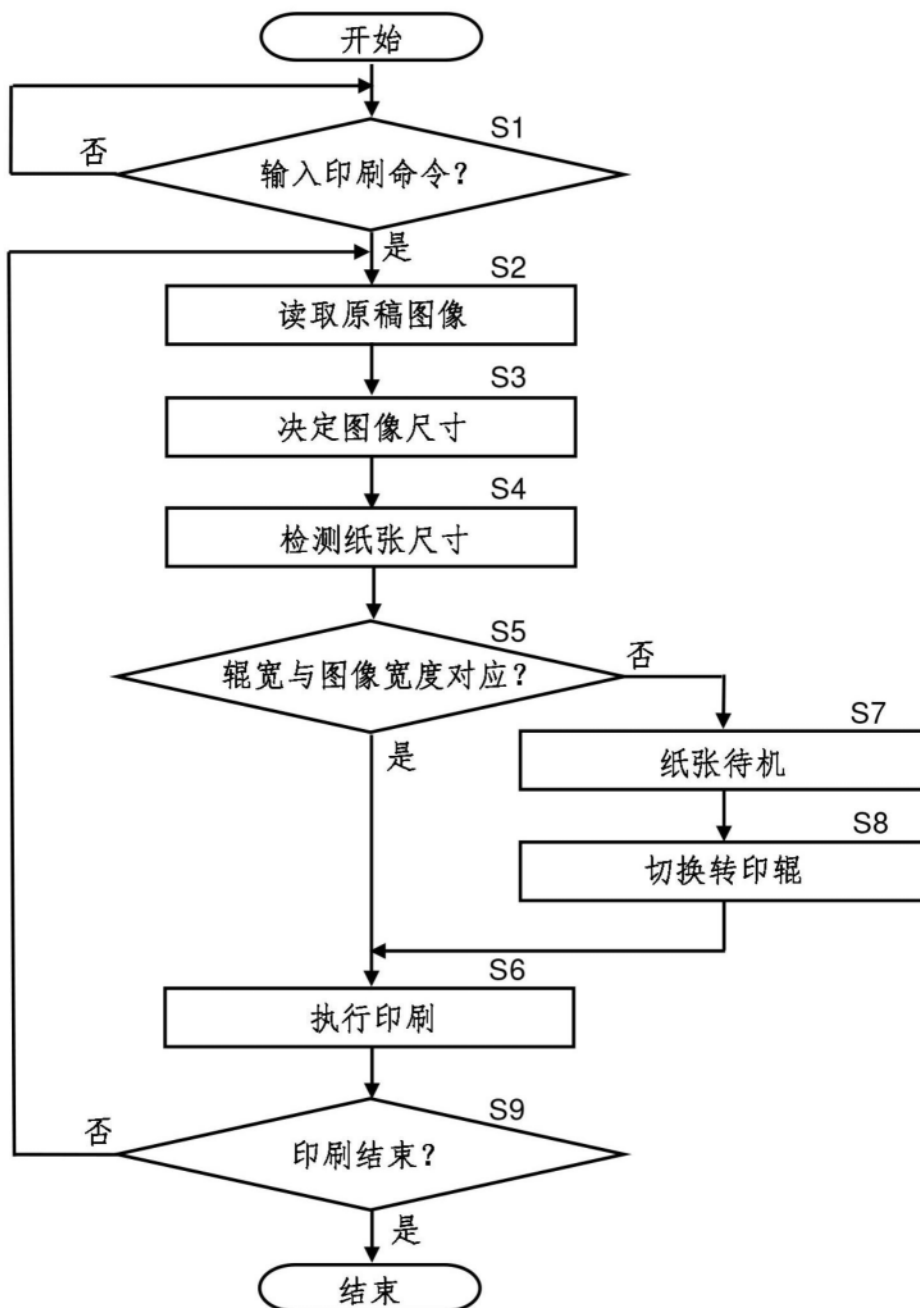 开始
S1
否
输入印刷命令?
是
S2
读取原稿图像
S3
决定图像尺寸
S4
检测纸张尺寸
S5
辊宽与图像宽度对应?
否
是
S7
纸张待机
S8
切换转印辊
S6
执行印刷
S9
否
印刷结束?
是
结束